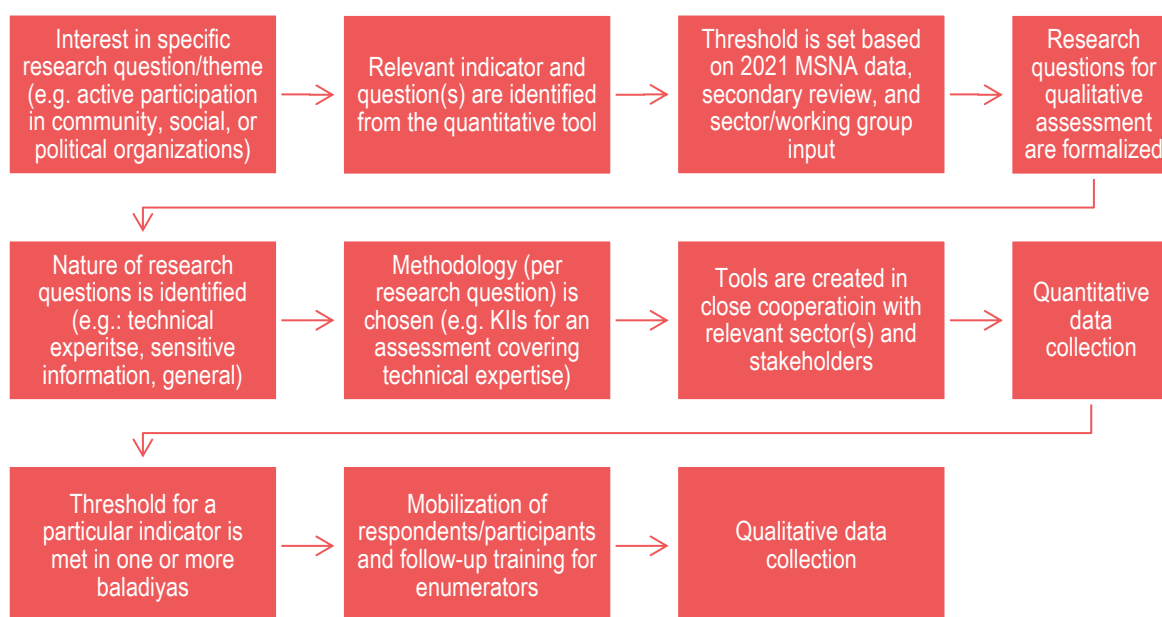 Interest in specific
research question/theme
(e.g. active participation
in community, social, or
political organizations)
Relevant indicator and
question(s) are identified
from the quantitative tool
Threshold is set based
on 2021 MSNA data,
secondary review, and
sector/working group
input
Research
questions for
qualitative
assessment
are formalized
Nature of research
questions is identified
(e.g.: technical
experitse, sensitive
information, general)
Methodology (per
research question) is
chosen (e.g. KIIs for an
assessment covering
technical expertise)
Tools are created in
close cooperatioin with
relevant sector(s) and
stakeholders
Quantitative
data
collection
Threshold for a
particular indicator is
met in one or more
baladiyas
Mobilization of
respondents/participants
and follow-up training for
enumerators
Qualitative data
collection